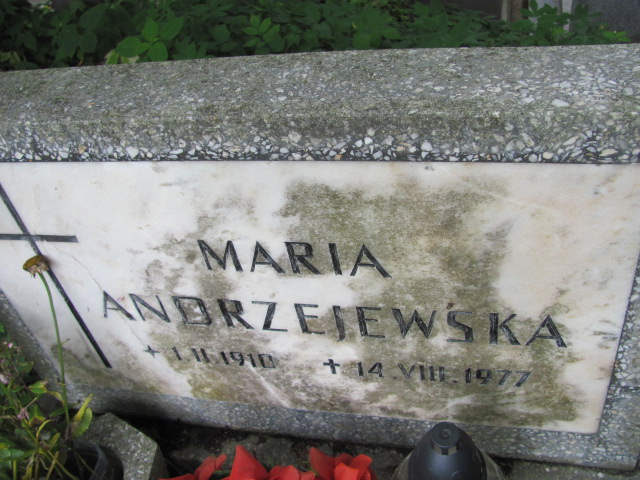 MARIA
ANDRZEJEWSKA
* 1.II.1910 + 14.VIII.1977